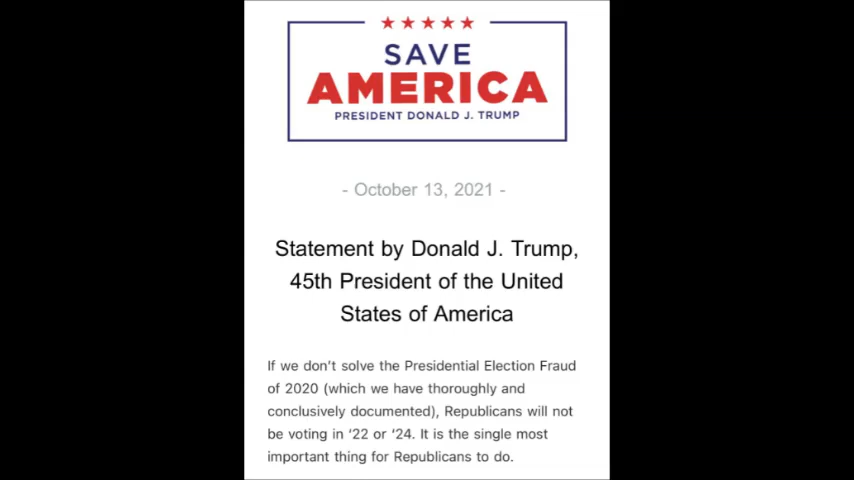 SAVE
AMERICA
PRESIDENT DONALD J. TRUMP
- October 13, 2021 -
Statement by Donald J. Trump,
45th President of the United
States of America
If we don’t solve the Presidential Election Fraud
of 2020 (which we have thoroughly and
conclusively documented), Republicans will not
be voting in ‘22 or ‘24. It is the single most
important thing for Republicans to do.